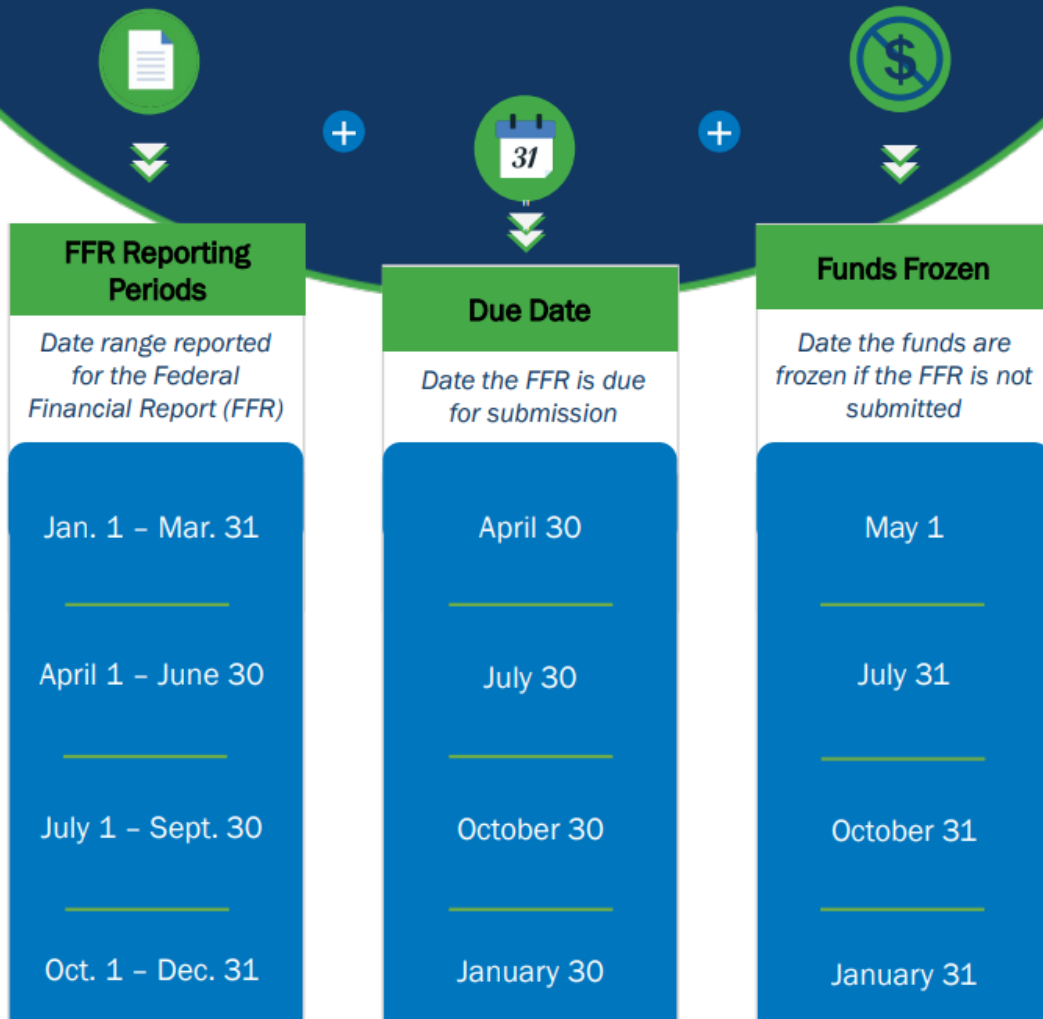 +
+
31
$
FFR Reporting
Periods
Date range reported
for the Federal
Financial Report (FFR)
Jan. 1 – Mar. 31
April 1 – June 30
July 1 – Sept. 30
Oct. 1 – Dec. 31
Due Date
Date the FFR is due
for submission
April 30
July 30
October 30
January 30
Funds Frozen
Date the funds are
frozen if the FFR is not
submitted
May 1
July 31
October 31
January 31